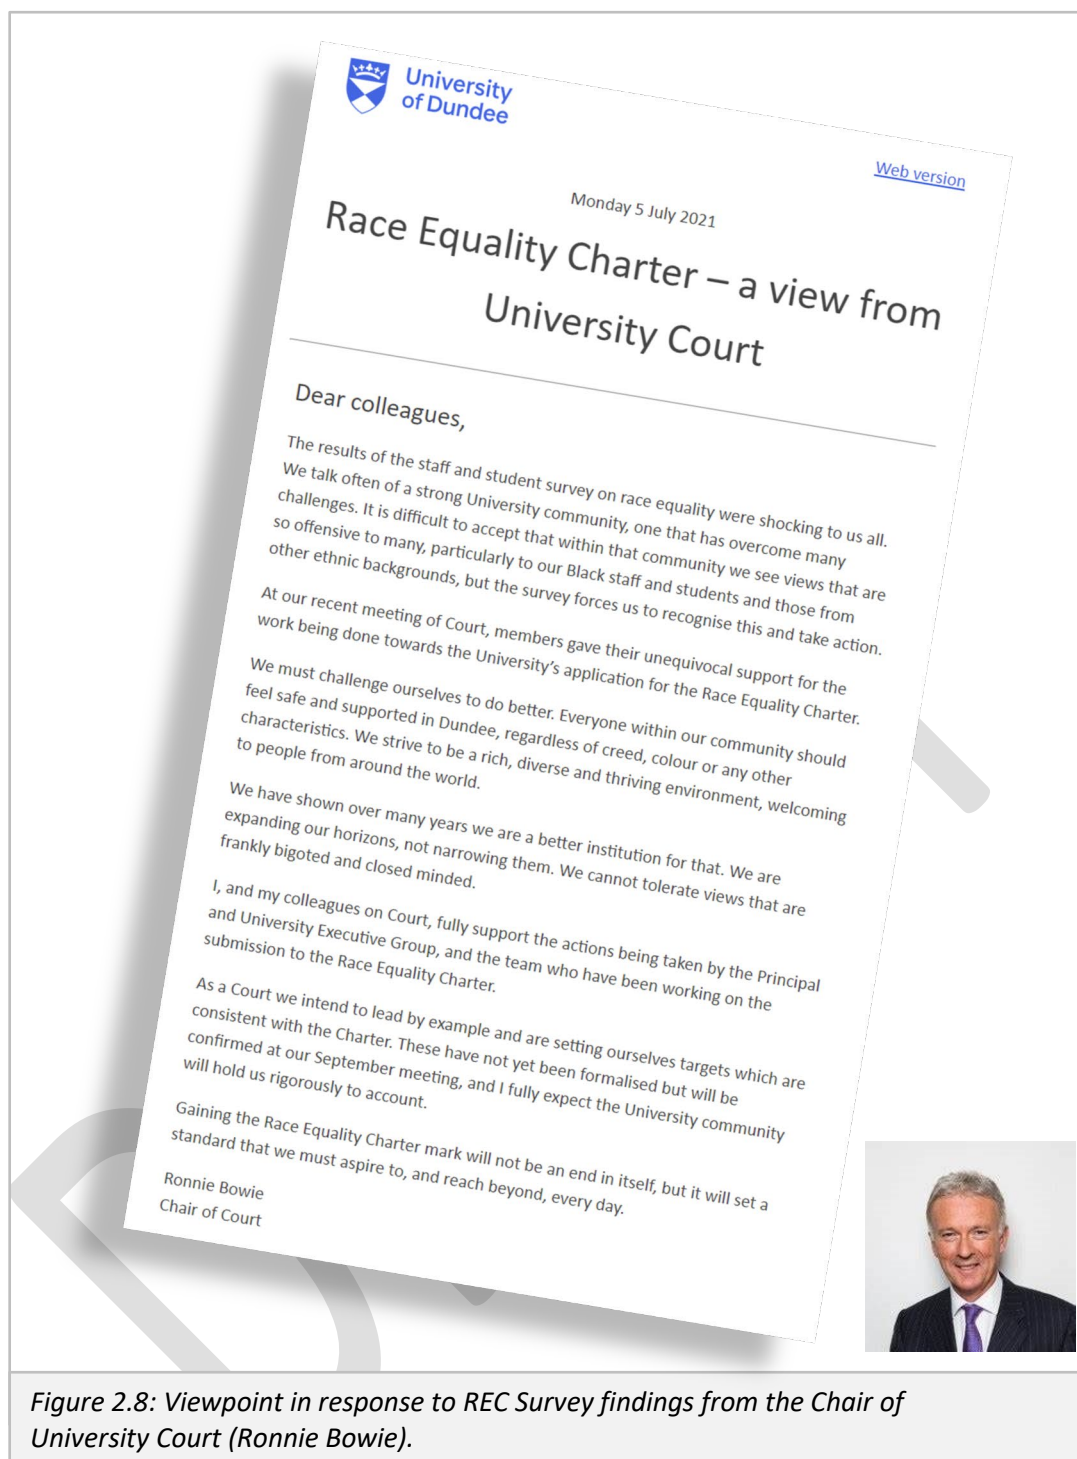 University
of Dundee
Web version
Monday 5 July 2021
Race Equality Charter – a view from
University Court
Dear colleagues,
The results of the staff and student survey on race equality were shocking to us all.
We talk often of a strong University community, one that has overcome many
challenges. It is difficult to accept that within that community we see views that are
so offensive to many, particularly to our Black staff and students and those from
other ethnic backgrounds, but the survey forces us to recognise this and take action.
At our recent meeting of Court, members gave their unequivocal support for the
work being done towards the University’s application for the Race Equality Charter.
We must challenge ourselves to do better. Everyone within our community should
feel safe and supported in Dundee, regardless of creed, colour or any other
characteristics. We strive to be a rich, diverse and thriving environment, welcoming
to people from around the world.
We have shown over many years we are a better institution for that. We are
expanding our horizons, not narrowing them. We cannot tolerate views that are
frankly bigoted and closed minded.
I, and my colleagues on Court, fully support the actions being taken by the Principal
and University Executive Group, and the team who have been working on the
submission to the Race Equality Charter.
As a Court we intend to lead by example and are setting ourselves targets which are
consistent with the Charter. These have not yet been formalised but will be
confirmed at our September meeting, and I fully expect the University community
will hold us rigorously to account.
Gaining the Race Equality Charter mark will not be an end in itself, but it will set a
standard that we must aspire to, and reach beyond, every day.
Ronnie Bowie
Chair of Court
Figure 2.8: Viewpoint in response to REC Survey findings from the Chair of
University Court (Ronnie Bowie).